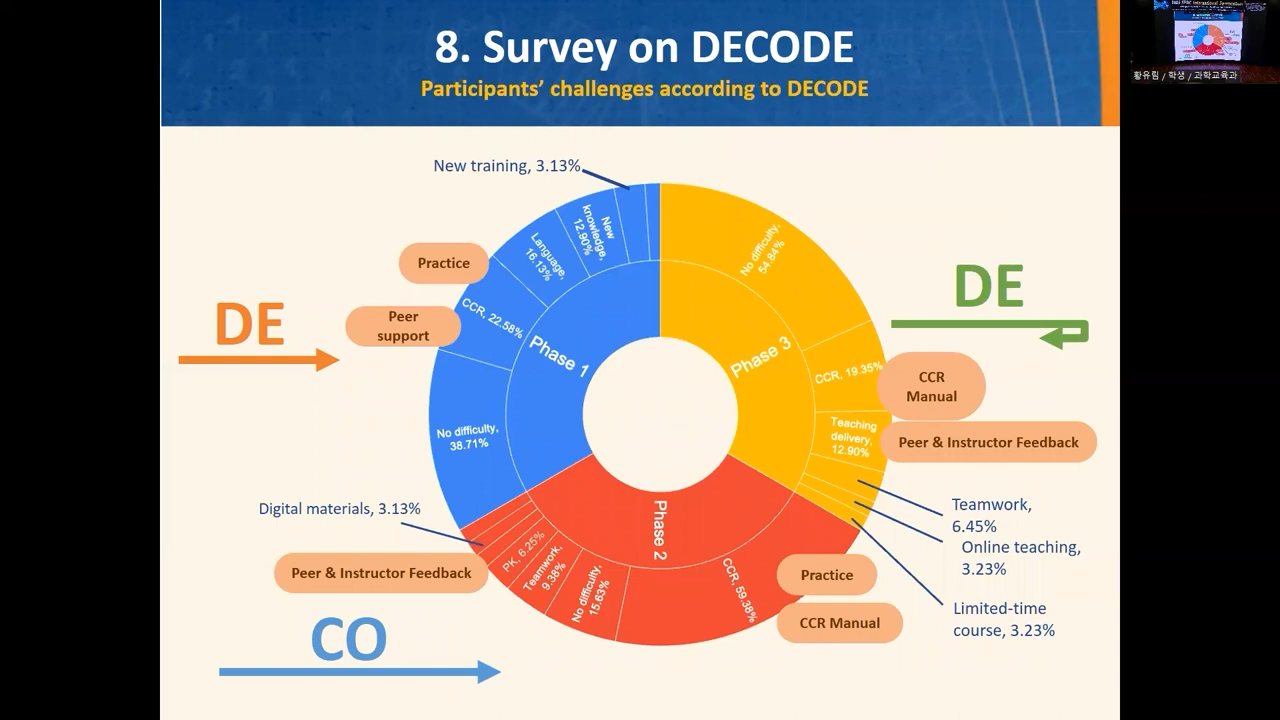 8. Survey on DECODE
Participants' challenges according to DECODE
황유림 / 학생 / 과학교육과
New training, 3.13%
New
knowledge,
12.90%
Language,
16.13%
Practice
CCR, 22.58%
Peer
support
No difficulty,
38.71%
Phase 1
DE
No difficulty,
54.84%
Phase 3
CCR, 19.35%
Teaching
delivery,
12.90%
DE
CCR
Manual
Peer & Instructor Feedback
Teamwork,
6.45%
Online teaching,
3.23%
Limited-time
course, 3.23%
Digital materials, 3.13%
Peer & Instructor Feedback
PK, 6.25%
Teamwork,
9.38%
No difficulty,
15.63%
Phase 2
CCR, 59.38%
Practice
CCR Manual
CO